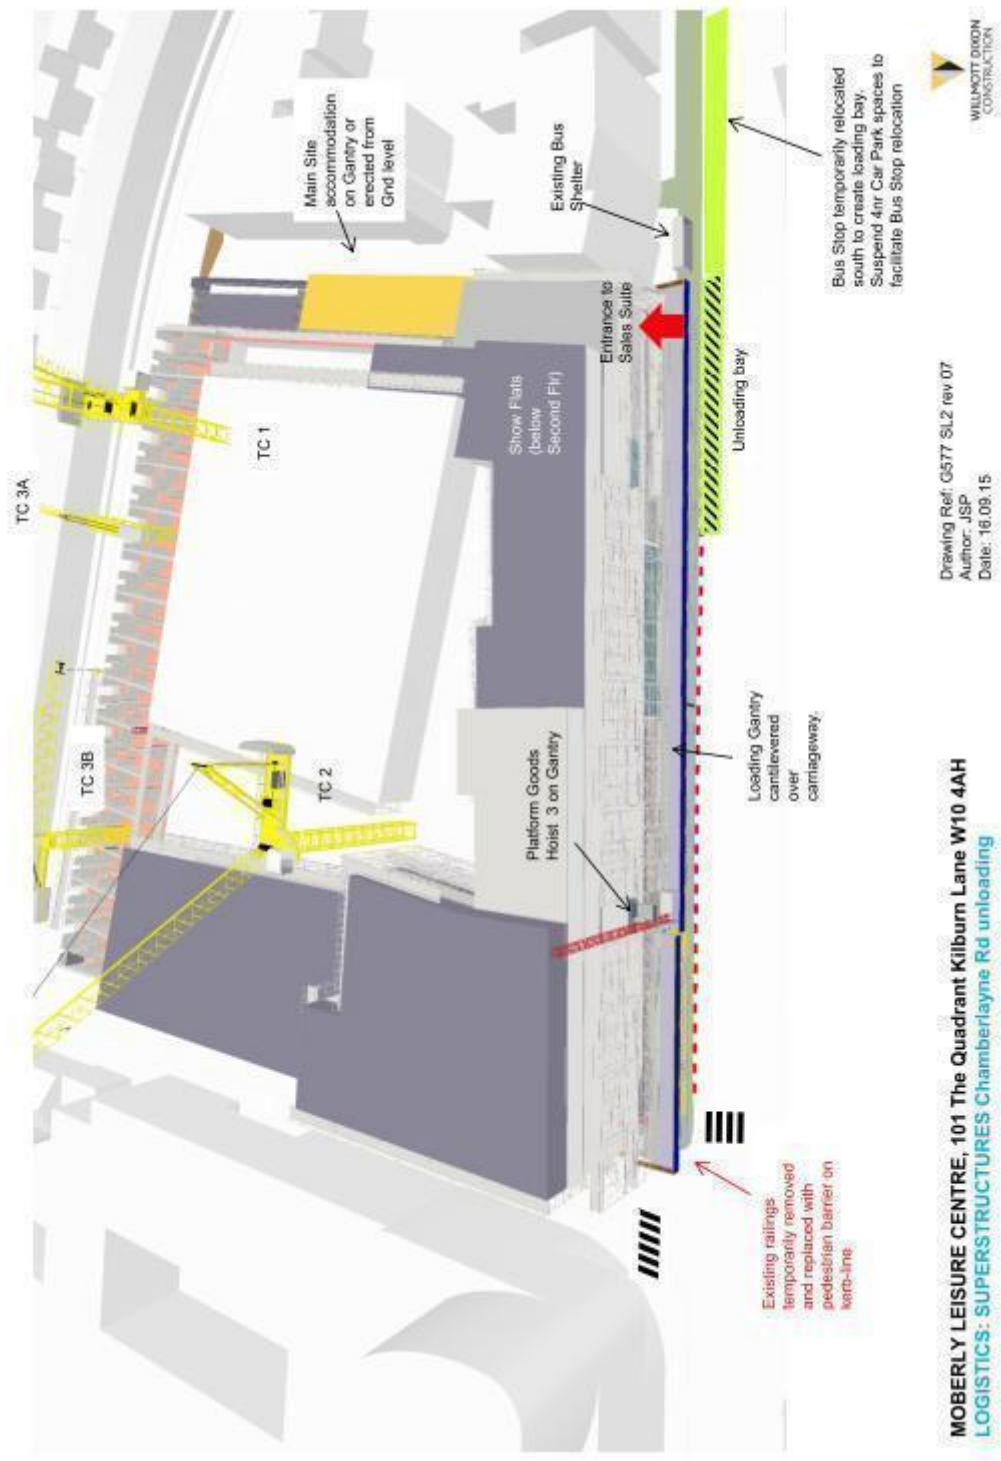 TC 3A
TC 3B
TC 1
TC 2
Main Site
accommodation
on Gantry or
erected from
Gnd level
Existing Bus
Shelter
Entrance to
Sales Suite
Show Flats
(below
Second Flr)
Platform Goods
Hoist 3 on Gantry
Unloading bay
Loading Gantry
cantilevered
over
carriageway.
Bus Stop temporarily relocated
south to create loading bay.
Suspend 4nr Car Park spaces to
facilitate Bus Stop relocation
Existing railings
temporarily removed
and replaced with
pedestrian barrier on
kerb-line
MOBERLY LEISURE CENTRE, 101 The Quadrant Kilburn Lane W10 4AH
LOGISTICS: SUPERSTRUCTURES Chamberlayne Rd unloading
Drawing Ref: G577 SL2 rev 07
Author: JSP
Date: 16.09.15
WILLMOTT DIXON
CONSTRUCTION